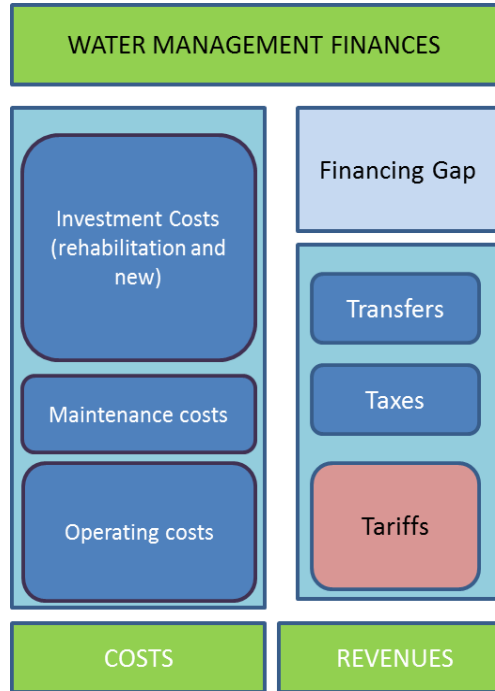 WATER MANAGEMENT FINANCES
Investment Costs
(rehabilitation and
new)
Maintenance costs
Operating costs
COSTS
Financing Gap
Transfers
Taxes
Tariffs
REVENUES